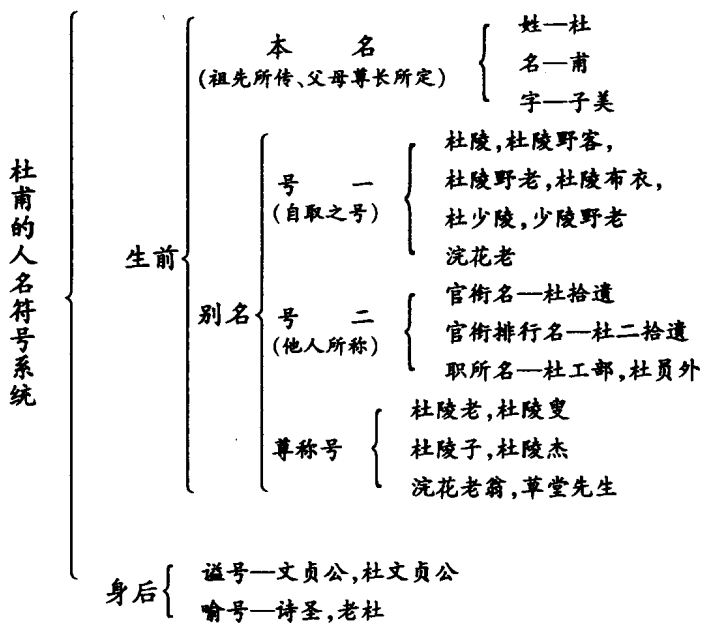 杜甫的人名符号系统
生前
本名
(祖先所传、父母尊长所定)
姓—杜
名—甫
字—子美
别名
号一
(自取之号)
杜陵,杜陵野客,
杜陵野老,杜陵布衣,
杜少陵,少陵野老
浣花老
号二
(他人所称)
官衔名—杜拾遗
官衔排行名—杜二拾遗
职所名—杜工部,杜员外
尊称号
杜陵老,杜陵叟
杜陵子,杜陵杰
浣花老翁,草堂先生
身后
谥号—文贞公,杜文贞公
喻号—诗圣,老杜